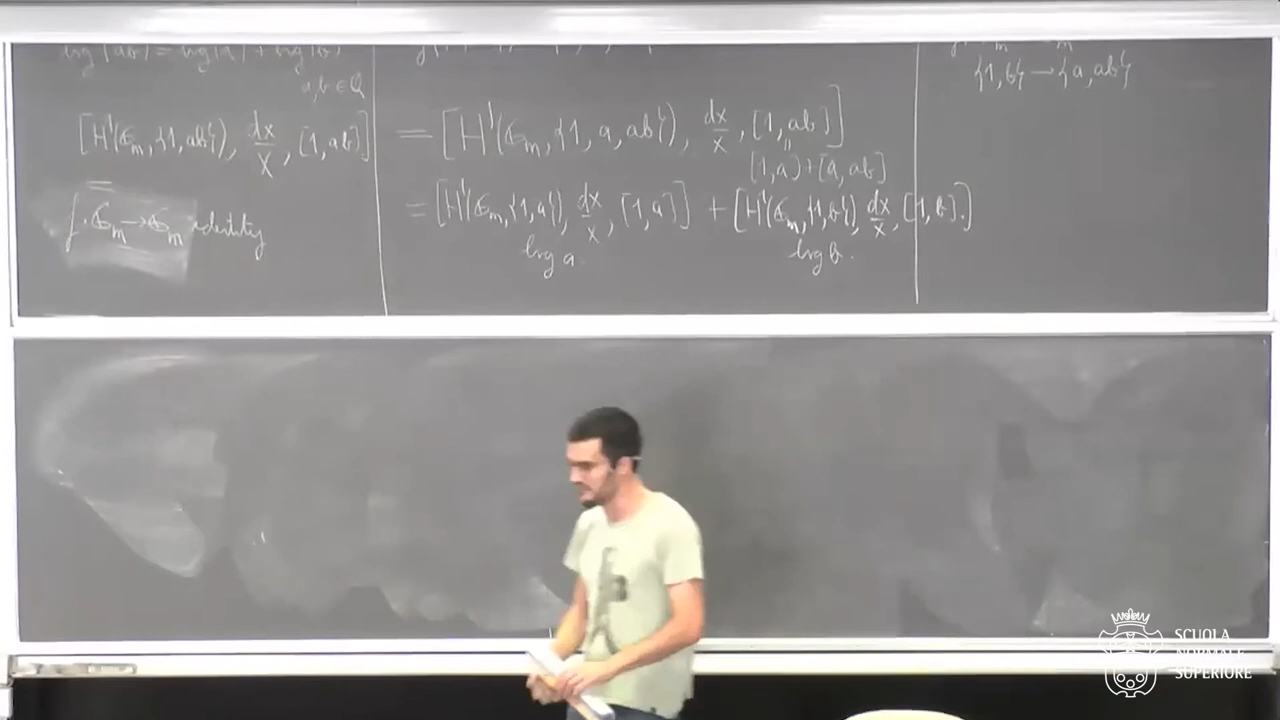 log(ab) = log(a) + log(b),
a,b ∈ Q
[H¹(𝔾ₘ, {1, ab}), dx/x, [1, ab]]
f: 𝔾ₘ → 𝔾ₘ identity
= [H¹(𝔾ₘ, {1, a, ab}), dx/x, [1, ab]]
[1, a] + [a, ab]
= [H¹(𝔾ₘ, {1, a}), dx/x, [1, a]] + [H¹(𝔾ₘ, {1, b}), dx/x, [1, b]]
log a
log b.
{1, b} → {a, ab}
SCUOLA
NORMALE
SUPERIORE